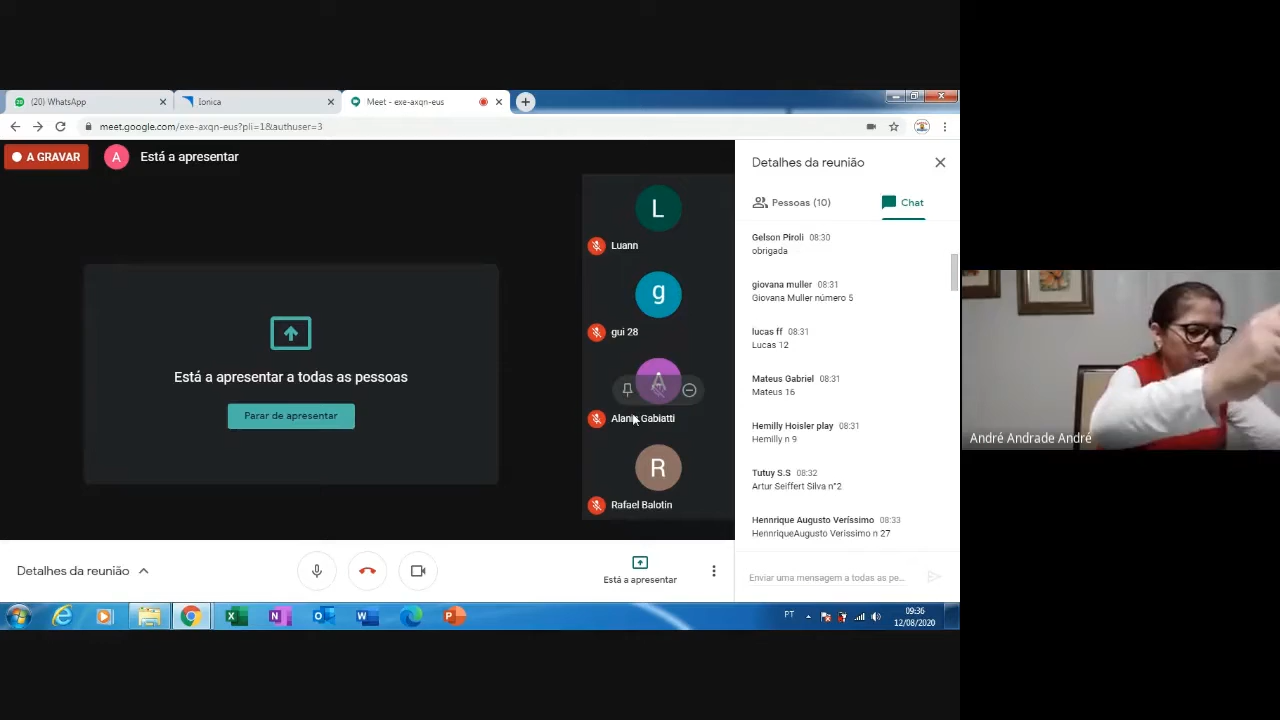 (20) WhatsApp
Ionica
Meet - exe-axqn-eus
meet.google.com/exe-axqn-eus?pli=1&authuser=3
A GRAVAR
A
Está a apresentar
Está a apresentar a todas as pessoas
Parar de apresentar
L
Luann
g
gui 28
A
Alanis Gabiatti
R
Rafael Balotin
Detalhes da reunião
Pessoas (10)
Chat
Gelson Piroli 08:30
obrigada
giovana muller 08:31
Giovana Muller número 5
lucas ff 08:31
Lucas 12
Mateus Gabriel 08:31
Mateus 16
Hemilly Hoisler play 08:31
Hemilly n 9
Tutuy S.S 08:32
Artur Seiffert Silva n°2
Hennrique Augusto Veríssimo 08:33
HennriqueAugusto Verissimo n 27
Enviar uma mensagem a todas as pe...
Detalhes da reunião
Está a apresentar
PT
09:36
12/08/2020
André Andrade André